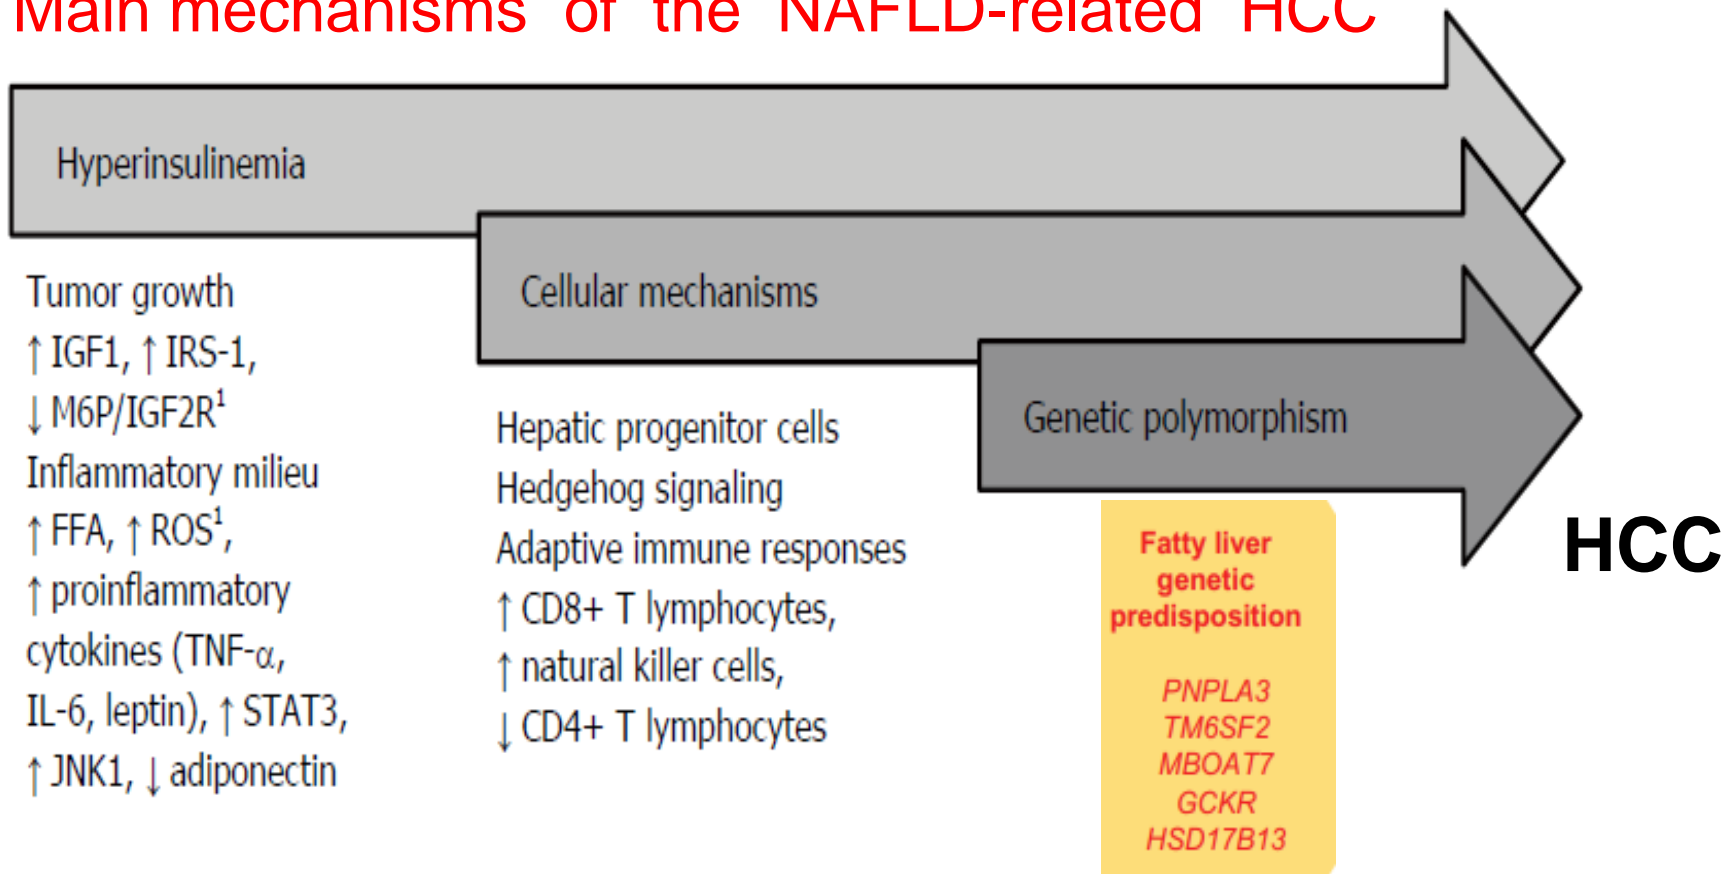 Main mechanisms of the NAFLD-related HCC
Hyperinsulinemia
Tumor growth
↑ IGF1, ↑ IRS-1,
↓ M6P/IGF2R¹
Inflammatory milieu
↑ FFA, ↑ ROS¹,
↑ proinflammatory
cytokines (TNF-α,
IL-6, leptin), ↑ STAT3,
↑ JNK1, ↓ adiponectin
Cellular mechanisms
Hepatic progenitor cells
Hedgehog signaling
Adaptive immune responses
↑ CD8+ T lymphocytes,
↑ natural killer cells,
↓ CD4+ T lymphocytes
Genetic polymorphism
Fatty liver
genetic
predisposition
PNPLA3
TM6SF2
MBOAT7
GCKR
HSD17B13
HCC